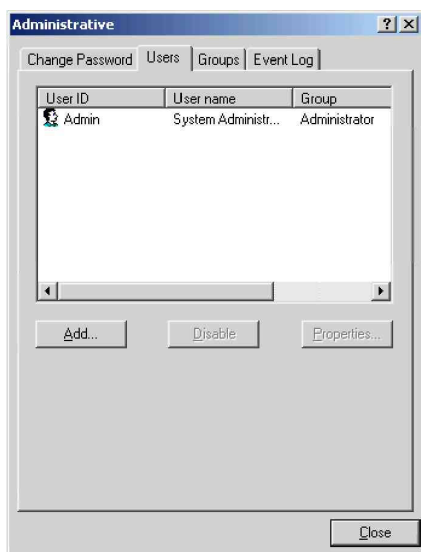 Administrative
Change Password Users Groups Event Log
User ID User name Group
Admin System Administr... Administrator
Add... Disable Properties...
Close